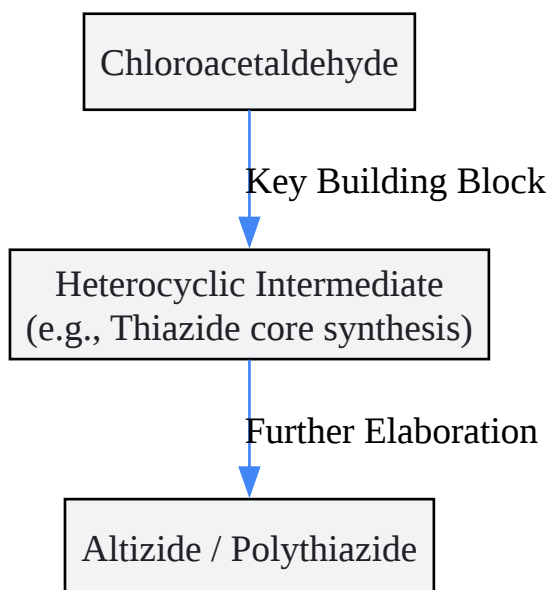 Chloroacetaldehyde
Key Building Block
Heterocyclic Intermediate
(e.g., Thiazide core synthesis)
Further Elaboration
Altizide / Polythiazide